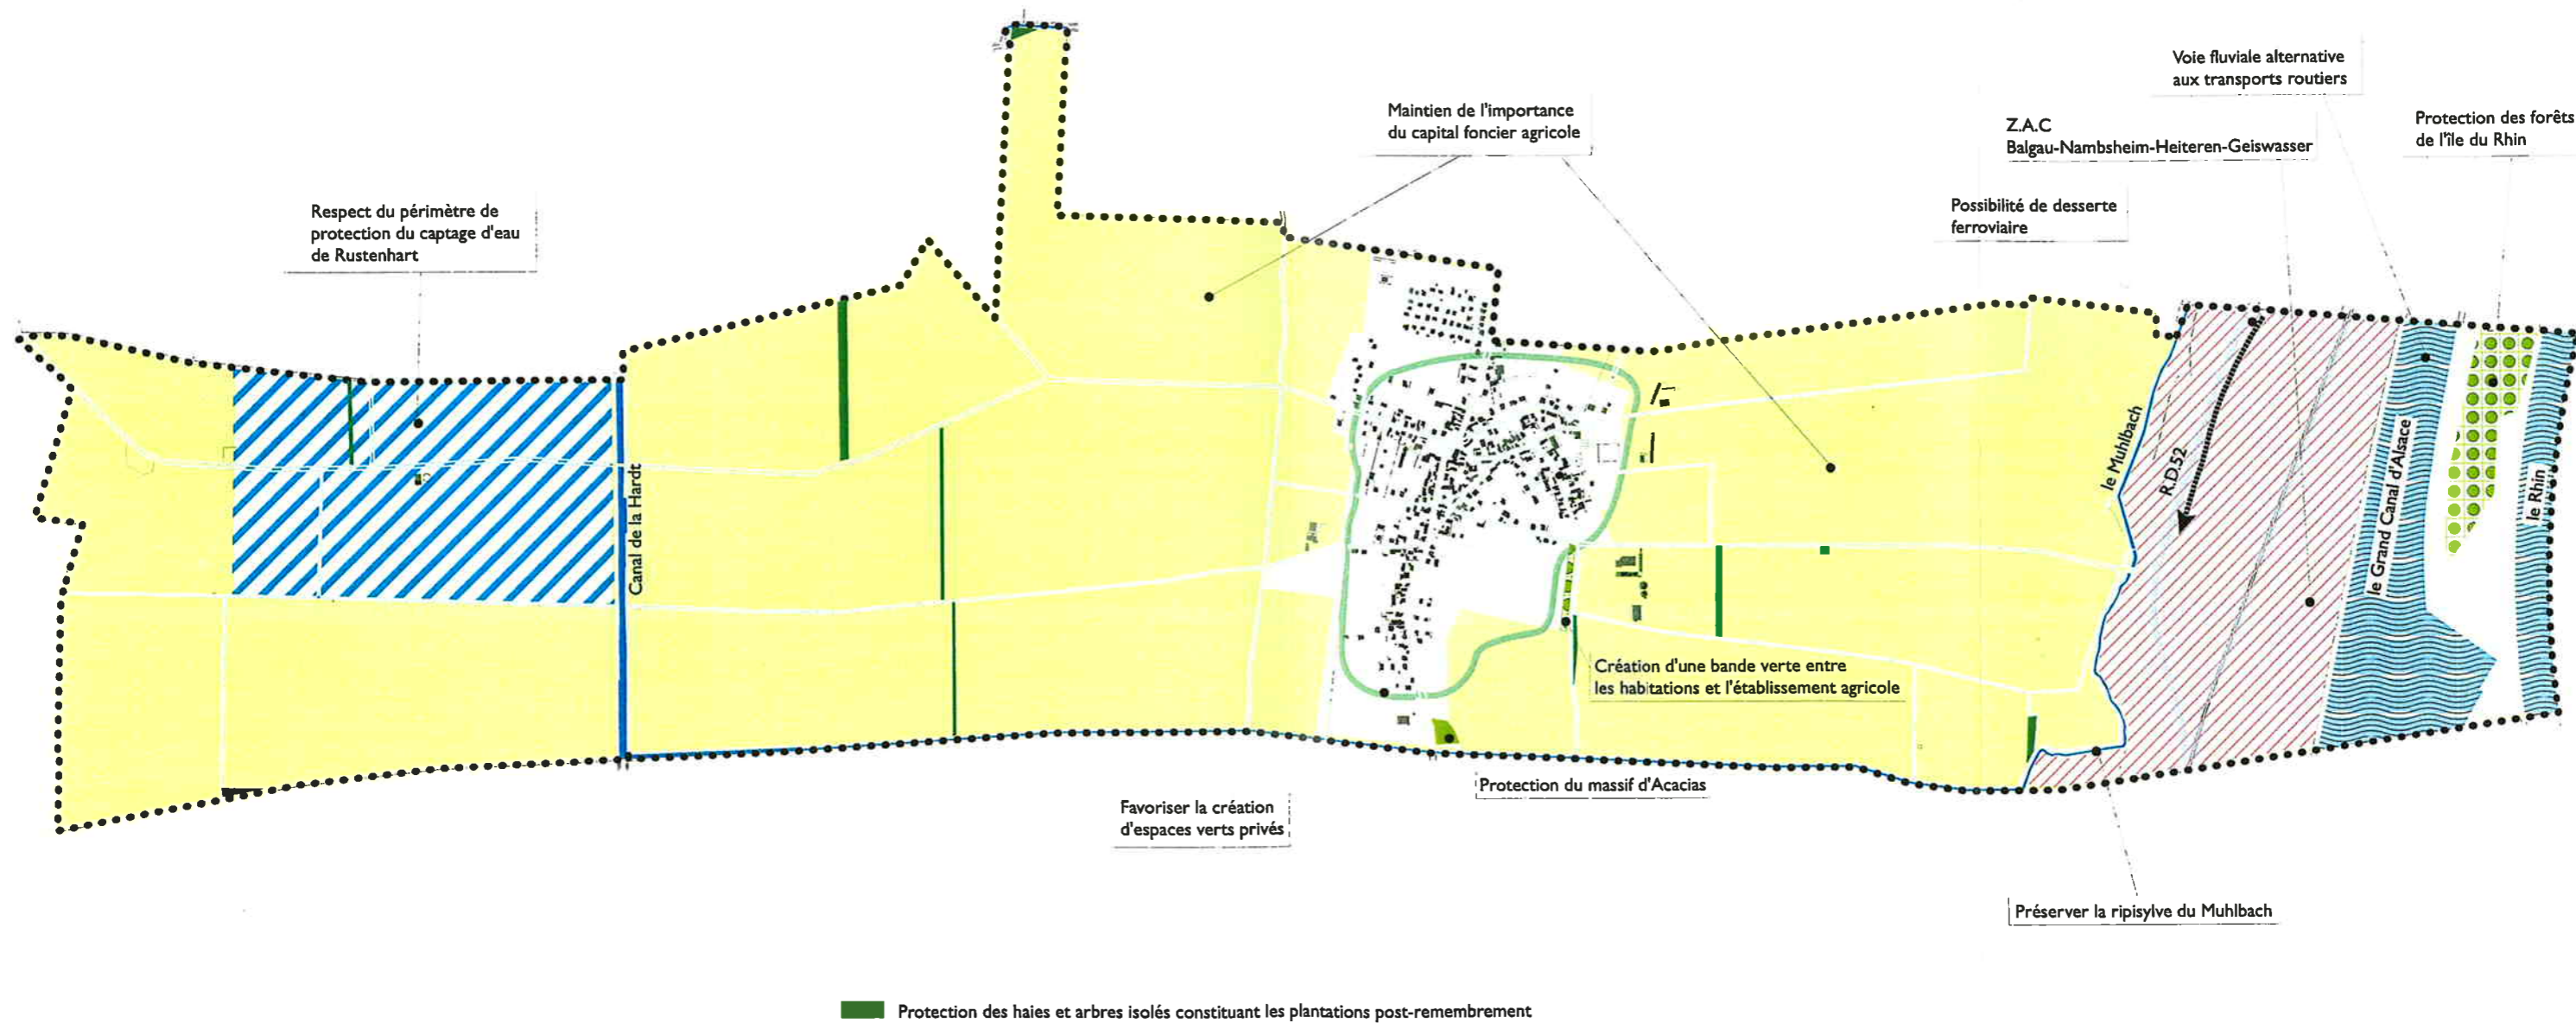 Voie fluviale alternative
aux transports routiers
Maintien de l'importance
du capital foncier agricole
Z.A.C
Balgau-Nambsheim-Heiteren-Geiswasser
Protection des forêts
de l'île du Rhin
Respect du périmètre de
protection du captage d'eau
de Rustenhart
Possibilité de desserte
ferroviaire
Canal de la Hardt
le Muhlbach
R.D.52
le Grand Canal d'Alsace
le Rhin
Création d'une bande verte entre
les habitations et l'établissement agricole
Protection du massif d'Acacias
Favoriser la création
d'espaces verts privés
Préserver la ripisylve du Muhlbach
Protection des haies et arbres isolés constituant les plantations post-remembrement